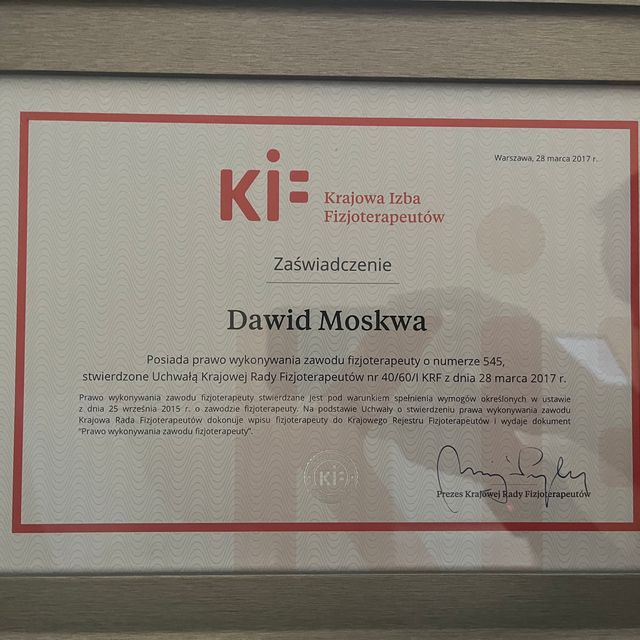 Warszawa, 28 marca 2017 r.
KIF
Krajowa Izba
Fizjoterapeutów
Zaświadczenie
Dawid Moskwa
Posiada prawo wykonywania zawodu fizjoterapeuty o numerze 545,
stwierdzone Uchwałą Krajowej Rady Fizjoterapeutów nr 40/60/I KRF z dnia 28 marca 2017 r.
Prawo wykonywania zawodu fizjoterapeuty stwierdzane jest pod warunkiem spełnienia wymogów określonych w ustawie
z dnia 25 września 2015 r. o zawodzie fizjoterapeuty. Na podstawie Uchwały o stwierdzeniu prawa wykonywania zawodu
Krajowa Rada Fizjoterapeutów dokonuje wpisu fizjoterapeuty do Krajowego Rejestru Fizjoterapeutów i wydaje dokument
"Prawo wykonywania zawodu fizjoterapeuty".
KIF
Prezes Krajowej Rady Fizjoterapeutów